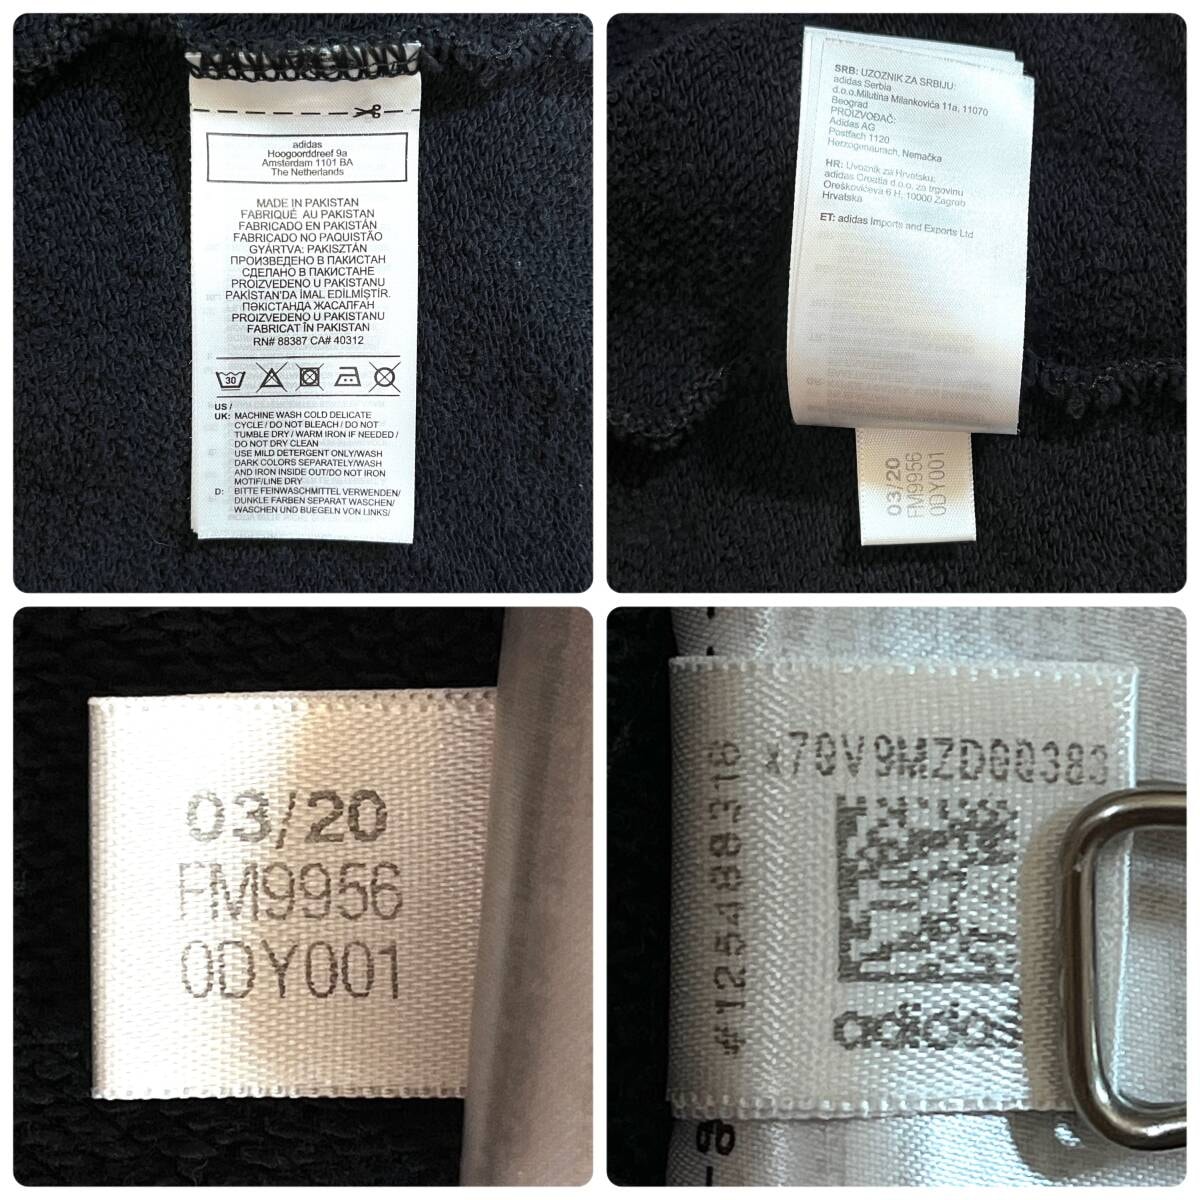 adidas
Hoogoorddreef 9a
Amsterdam 1101 BA
The Netherlands
MADE IN PAKISTAN
FABRIQUÉ AU PAKISTAN
FABRICADO EN PAKISTÁN
FABRICADO NO PAQUISTÃO
GYÁRTVA: PAKISZTÁN
ПРОИЗВЕДЕНО В ПАКИСТАН
СДЕЛАНО В ПАКИСТАНЕ
PROIZVEDENO U PAKISTANU
PAKİSTAN'DA İMAL EDİLMİŞTİR.
ПӘКІСТАНДА ЖАСАЛҒАН
PROIZVEDENO U PAKISTANU
FABRICAT ÎN PAKISTAN
RN# 88387 CA# 40312
30
US /
UK: MACHINE WASH COLD DELICATE
CYCLE / DO NOT BLEACH / DO NOT
TUMBLE DRY / WARM IRON IF NEEDED /
DO NOT DRY CLEAN
USE MILD DETERGENT ONLY/WASH
DARK COLORS SEPARATELY/WASH
AND IRON INSIDE OUT/DO NOT IRON
MOTIF/LINE DRY
D: BITTE FEINWASCHMITTEL VERWENDEN/
DUNKLE FARBEN SEPARAT WASCHEN/
WASCHEN UND BUEGELN VON LINKS/
SRB: UZOZNIK ZA SRBIJU:
adidas Serbia
d.o.o.Milutina Milankovića 11a, 11070
Beograd
PROIZVOĐAČ:
Adidas AG
Postfach 1120
Herzogenaurach, Nemačka
HR: Uvoznik za Hrvatsku:
adidas Croatia d.o.o. za trgovinu
Oreškovićeva 6 H, 10000 Zagreb
Hrvatska
ET: adidas Imports and Exports Ltd
03/20
FM9956
0DY001
03/20
FM9956
0DY001
#125488318
adidas